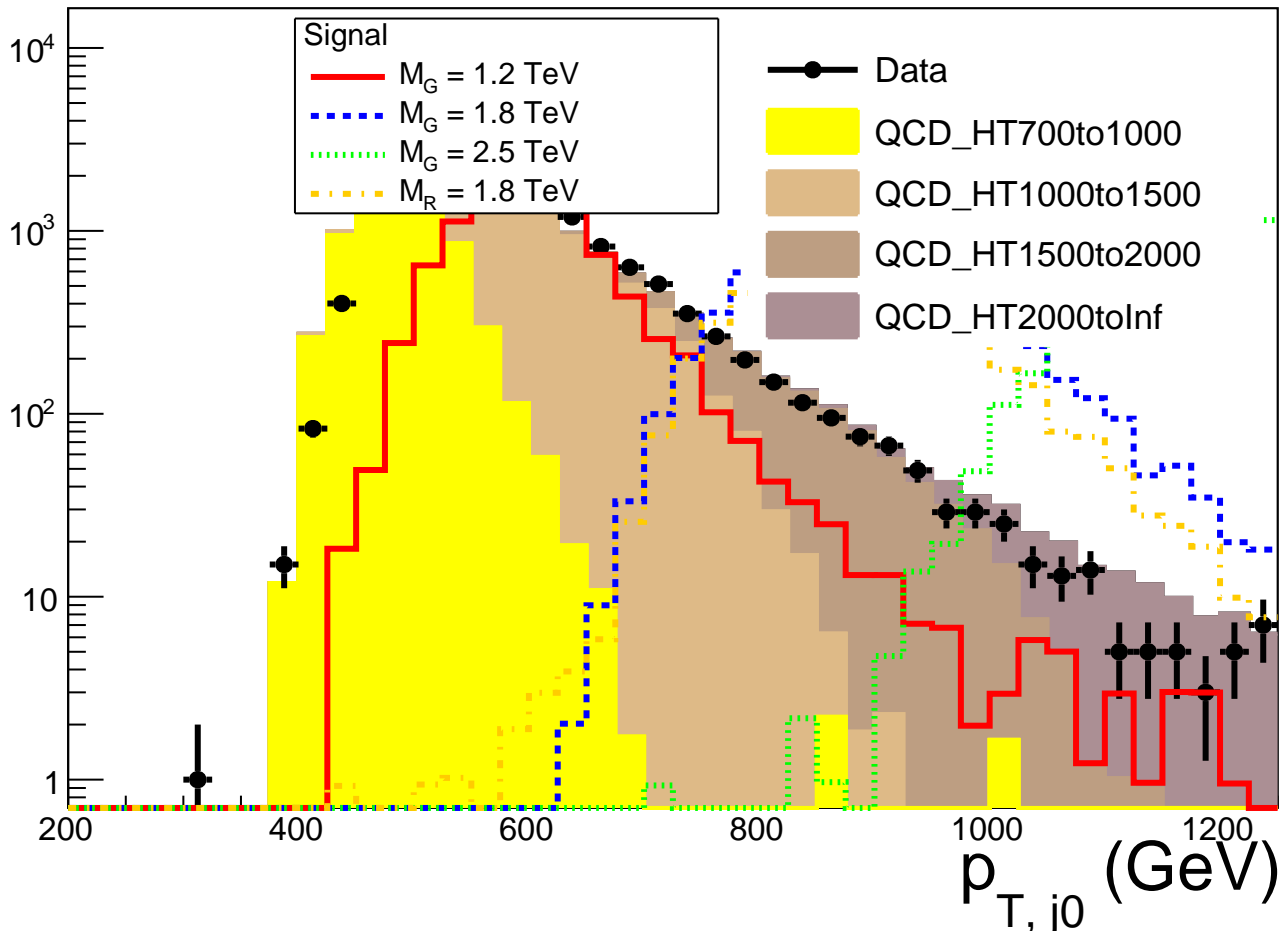 Signal
M_G = 1.2 TeV
M_G = 1.8 TeV
M_G = 2.5 TeV
M_R = 1.8 TeV
Data
QCD_HT700to1000
QCD_HT1000to1500
QCD_HT1500to2000
QCD_HT2000toInf
10^4
10^3
10^2
10
1
200 400 600 800 1000 1200
p_T, j0 (GeV)